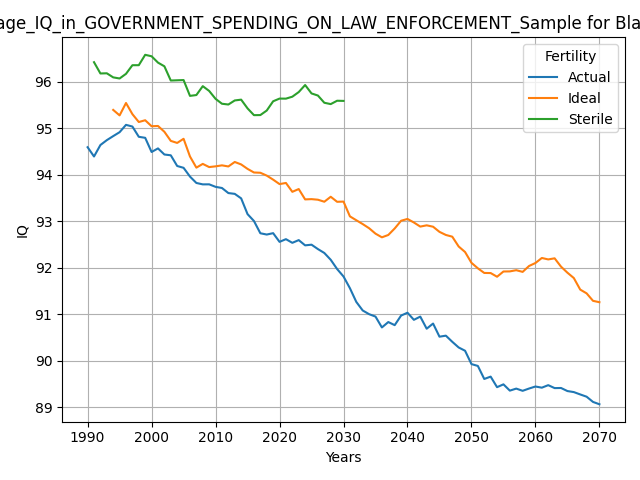 age_IQ_in_GOVERNMENT_SPENDING_ON_LAW_ENFORCEMENT_Sample for Bla
Fertility
Actual
Ideal
Sterile
96
95
94
93
92
91
90
89
IQ
1990 2000 2010 2020 2030 2040 2050 2060 2070
Years